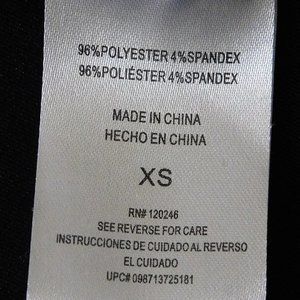 96%POLYESTER 4%SPANDEX
96%POLIÉSTER 4%SPANDEX
MADE IN CHINA
HECHO EN CHINA
XS
RN# 120246
SEE REVERSE FOR CARE
INSTRUCCIONES DE CUIDADO AL REVERSO
EL CUIDADO
UPC# 098713725181